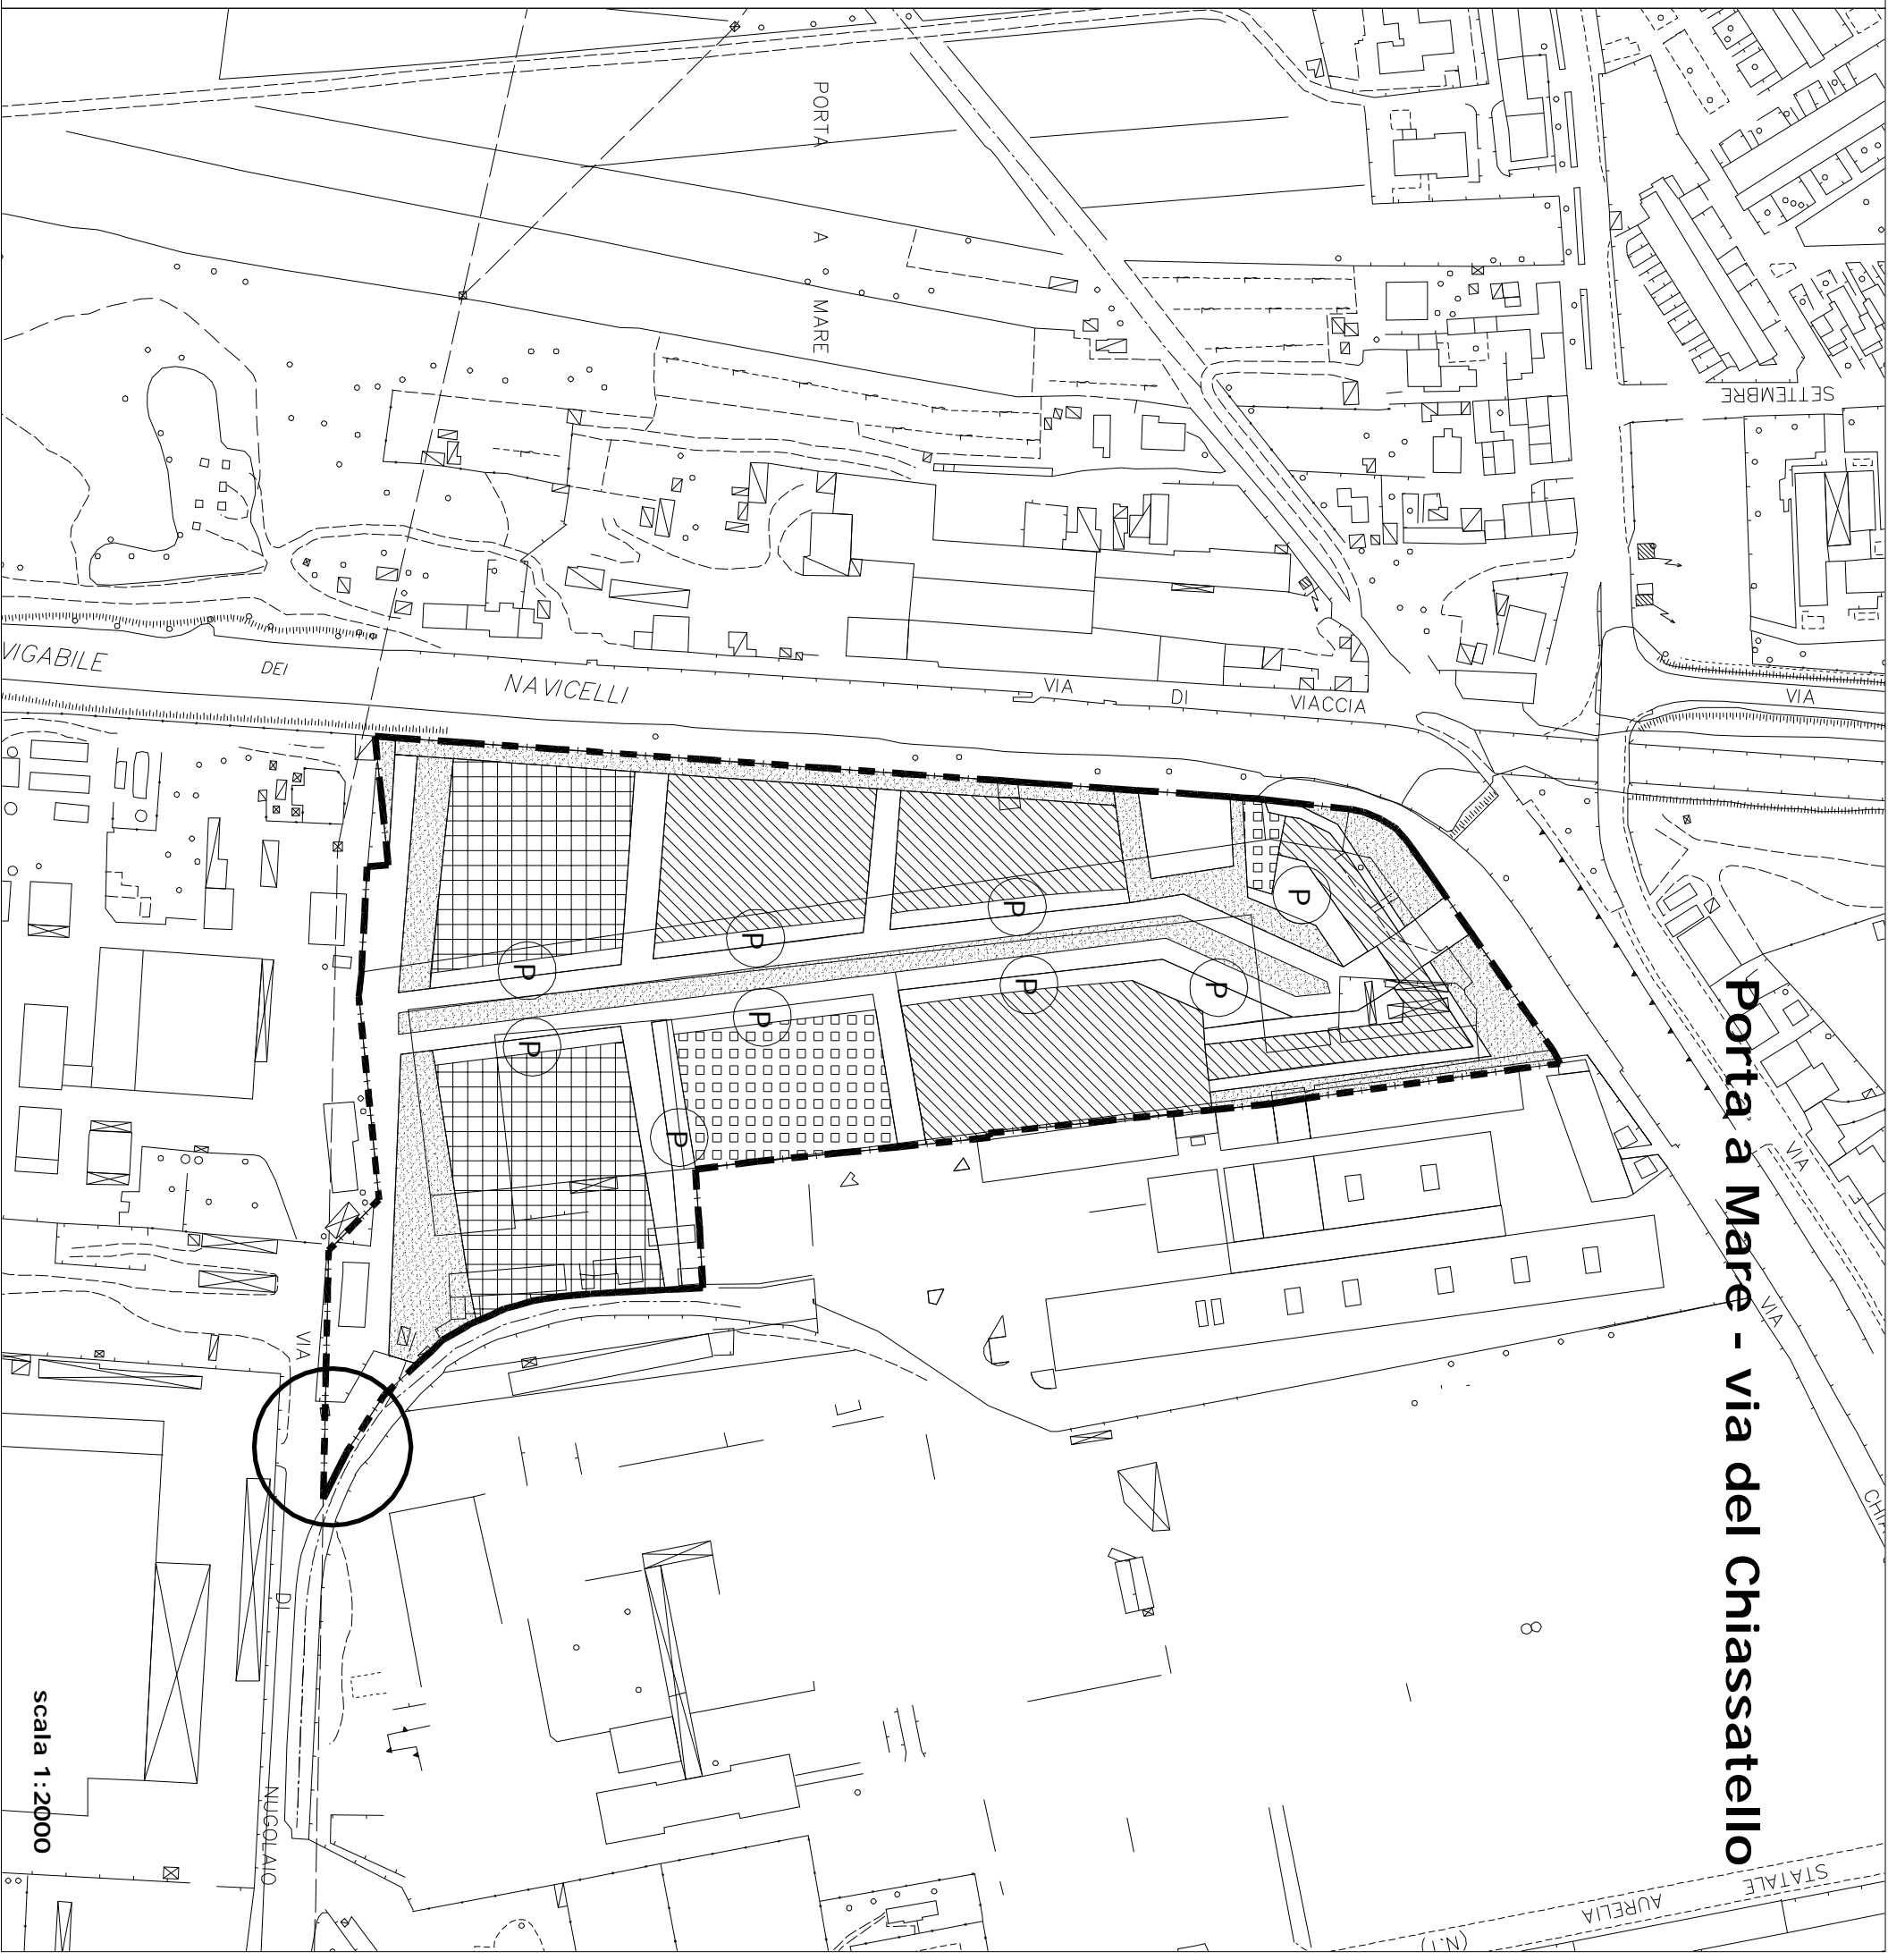 Porta a Mare - via del Chiassatello
scala 1:2000
PORTA A MARE
SETTEMBRE
VIGABILE DEI NAVICELLI
VIA DI VIACCIA
VIA
VIA
VIA
P
P
P
P
P
P
P
P
P
VIA DI NUGOLAIO
STATALE
AURELIA